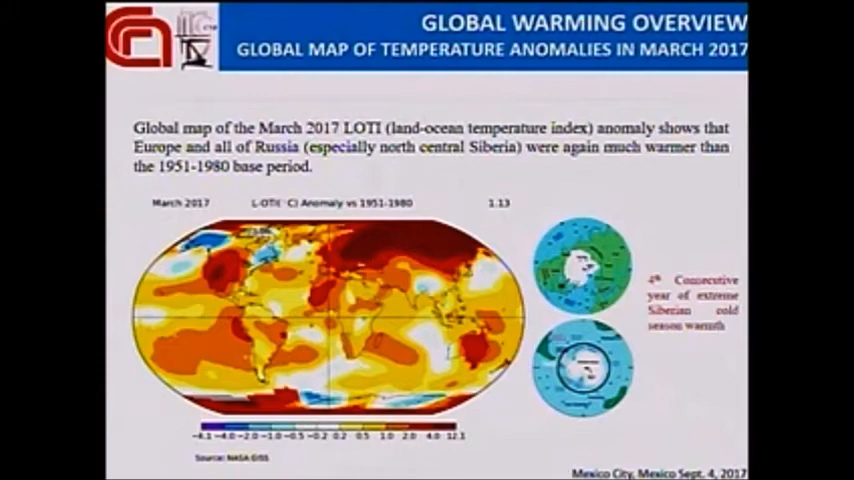 GLOBAL WARMING OVERVIEW
GLOBAL MAP OF TEMPERATURE ANOMALIES IN MARCH 2017
Global map of the March 2017 LOTI (land-ocean temperature index) anomaly shows that
Europe and all of Russia (especially north central Siberia) were again much warmer than
the 1951-1980 base period.
March 2017 L-OTI(°C) Anomaly vs 1951-1980 1.13
4th Consecutive
year of extreme
Siberian cold
season warmth
-4.1 -4.0 -2.0 -1.0 -0.5 -0.2 0.2 0.5 1.0 2.0 4.0 12.1
Source: NASA GISS
Mexico City, Mexico Sept. 4, 2017